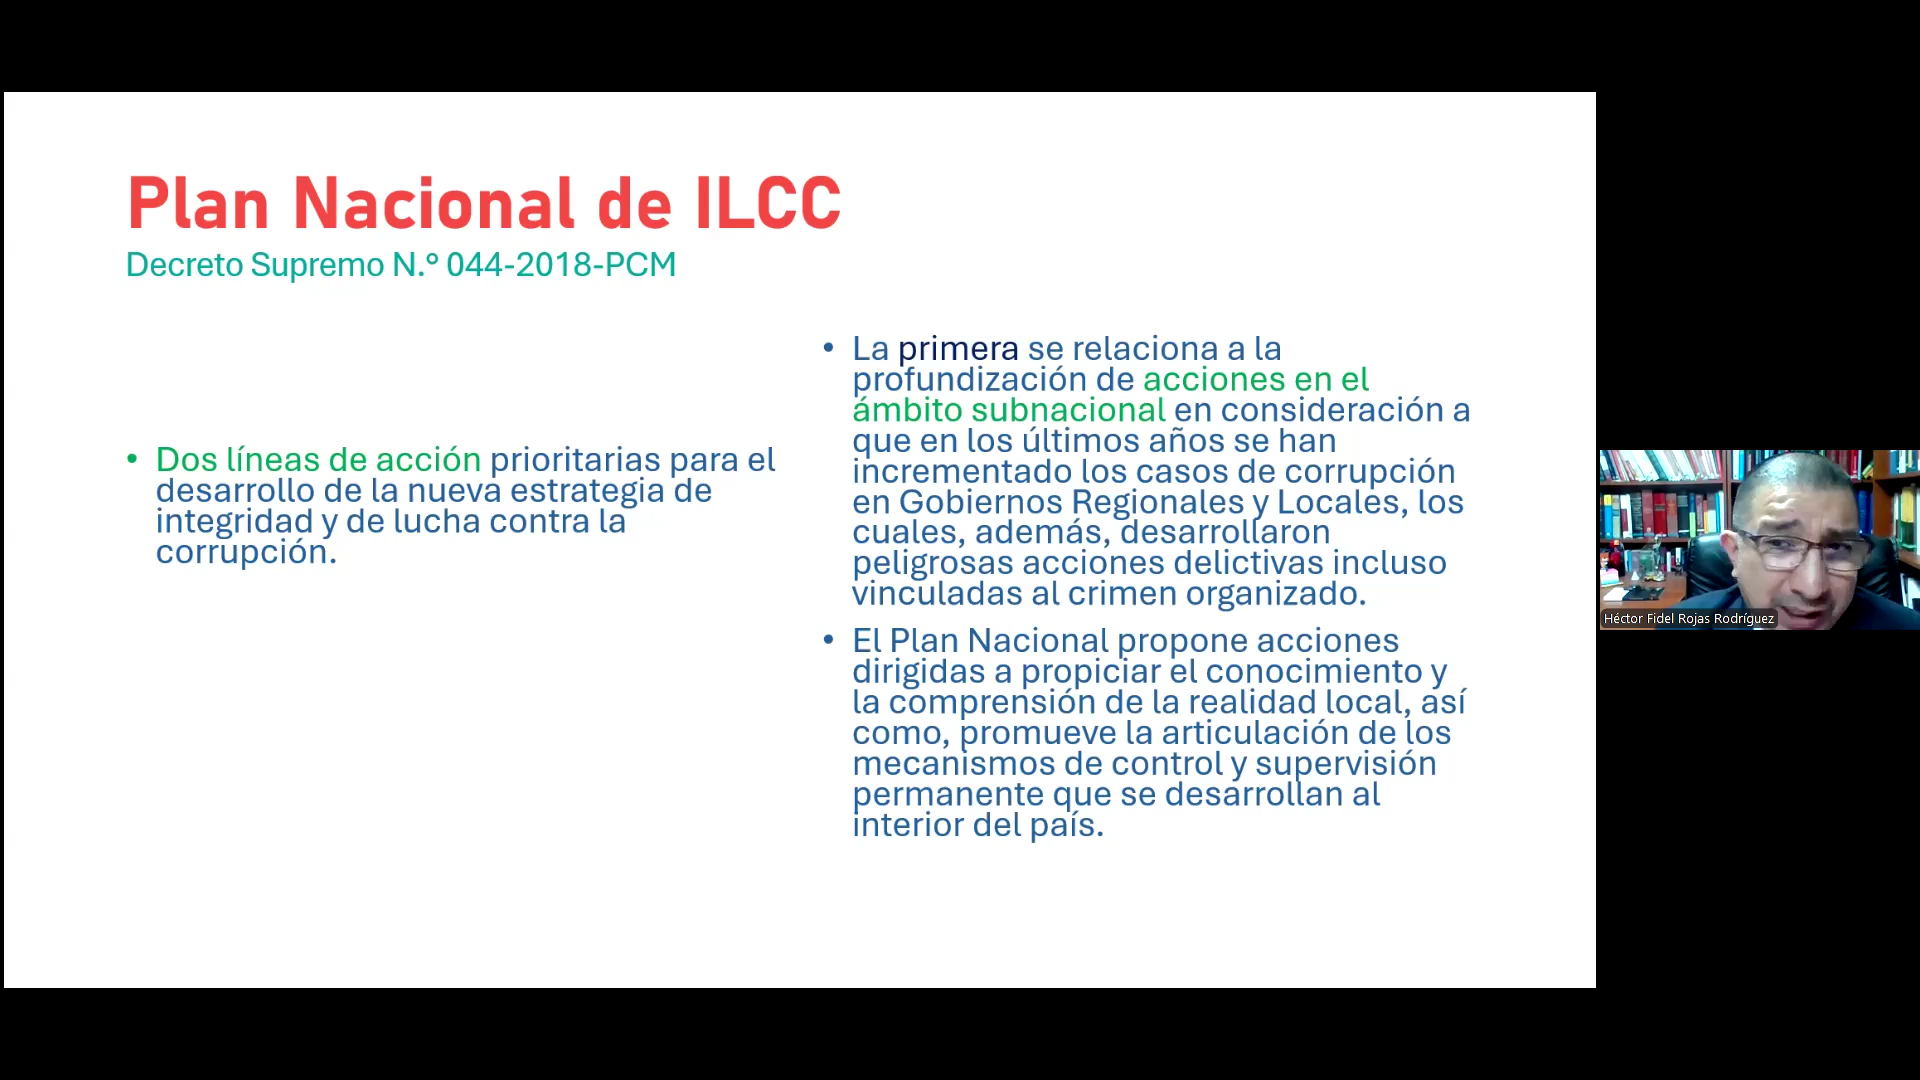 Plan Nacional de ILCC
Decreto Supremo N.° 044-2018-PCM
• Dos líneas de acción prioritarias para el
desarrollo de la nueva estrategia de
integridad y de lucha contra la
corrupción.
• La primera se relaciona a la
profundización de acciones en el
ámbito subnacional en consideración a
que en los últimos años se han
incrementado los casos de corrupción
en Gobiernos Regionales y Locales, los
cuales, además, desarrollaron
peligrosas acciones delictivas incluso
vinculadas al crimen organizado.
• El Plan Nacional propone acciones
dirigidas a propiciar el conocimiento y
la comprensión de la realidad local, así
como, promueve la articulación de los
mecanismos de control y supervisión
permanente que se desarrollan al
interior del país.
Héctor Fidel Rojas Rodríguez